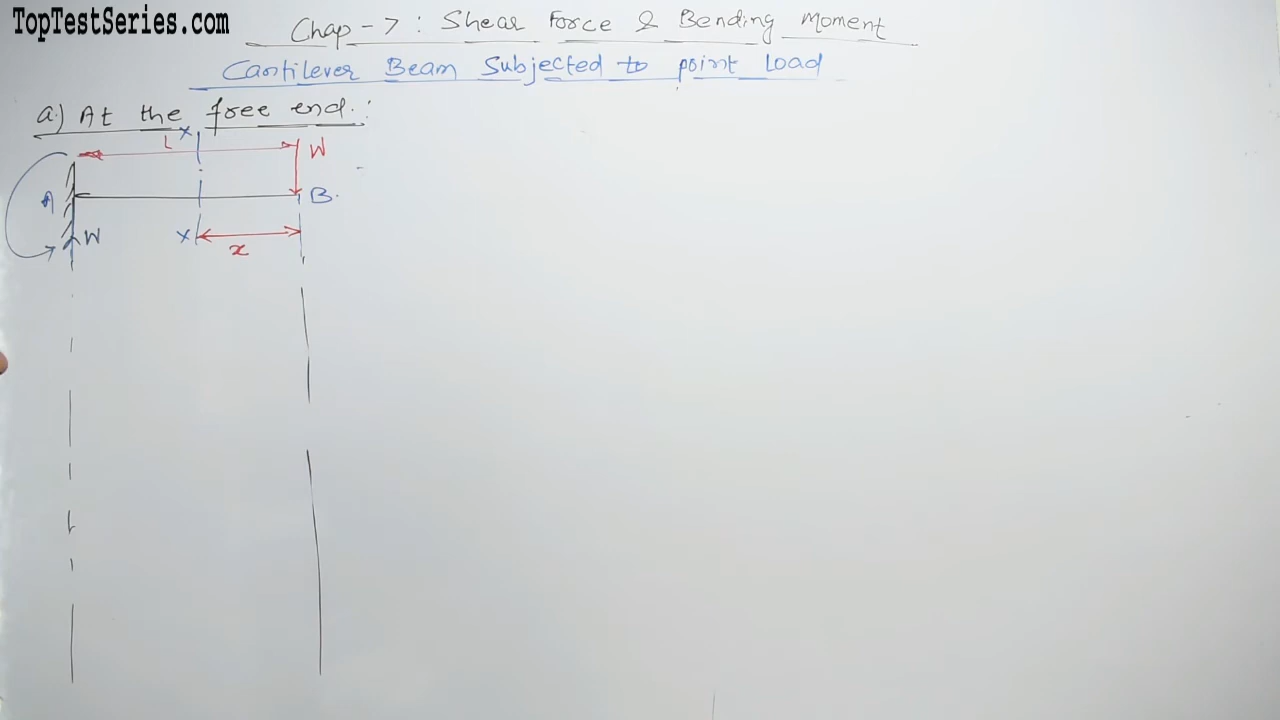 TopTestSeries.com
Chap-7: Shear Force & Bending Moment
Cantilever Beam Subjected to point Load
a.) At the free end.:
x
L
W
A
B.
W
x
x